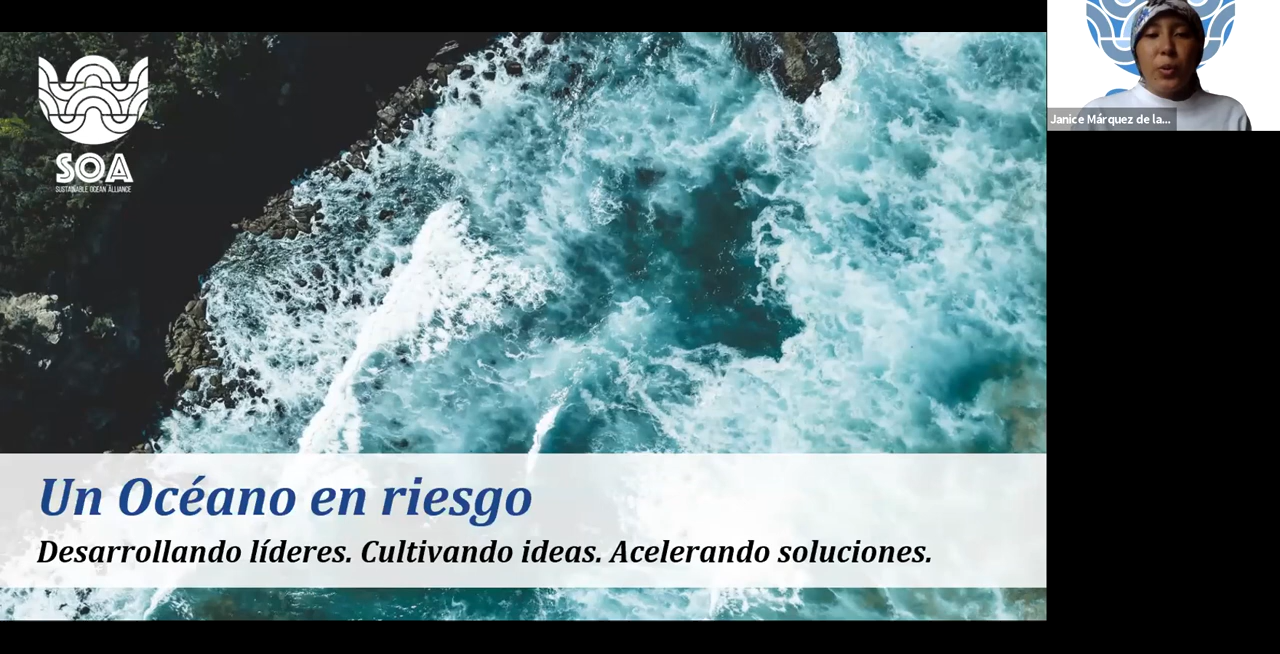 SOA
SUSTAINABLE OCEAN ALLIANCE
Janice Márquez de la...
Un Océano en riesgo
Desarrollando líderes. Cultivando ideas. Acelerando soluciones.